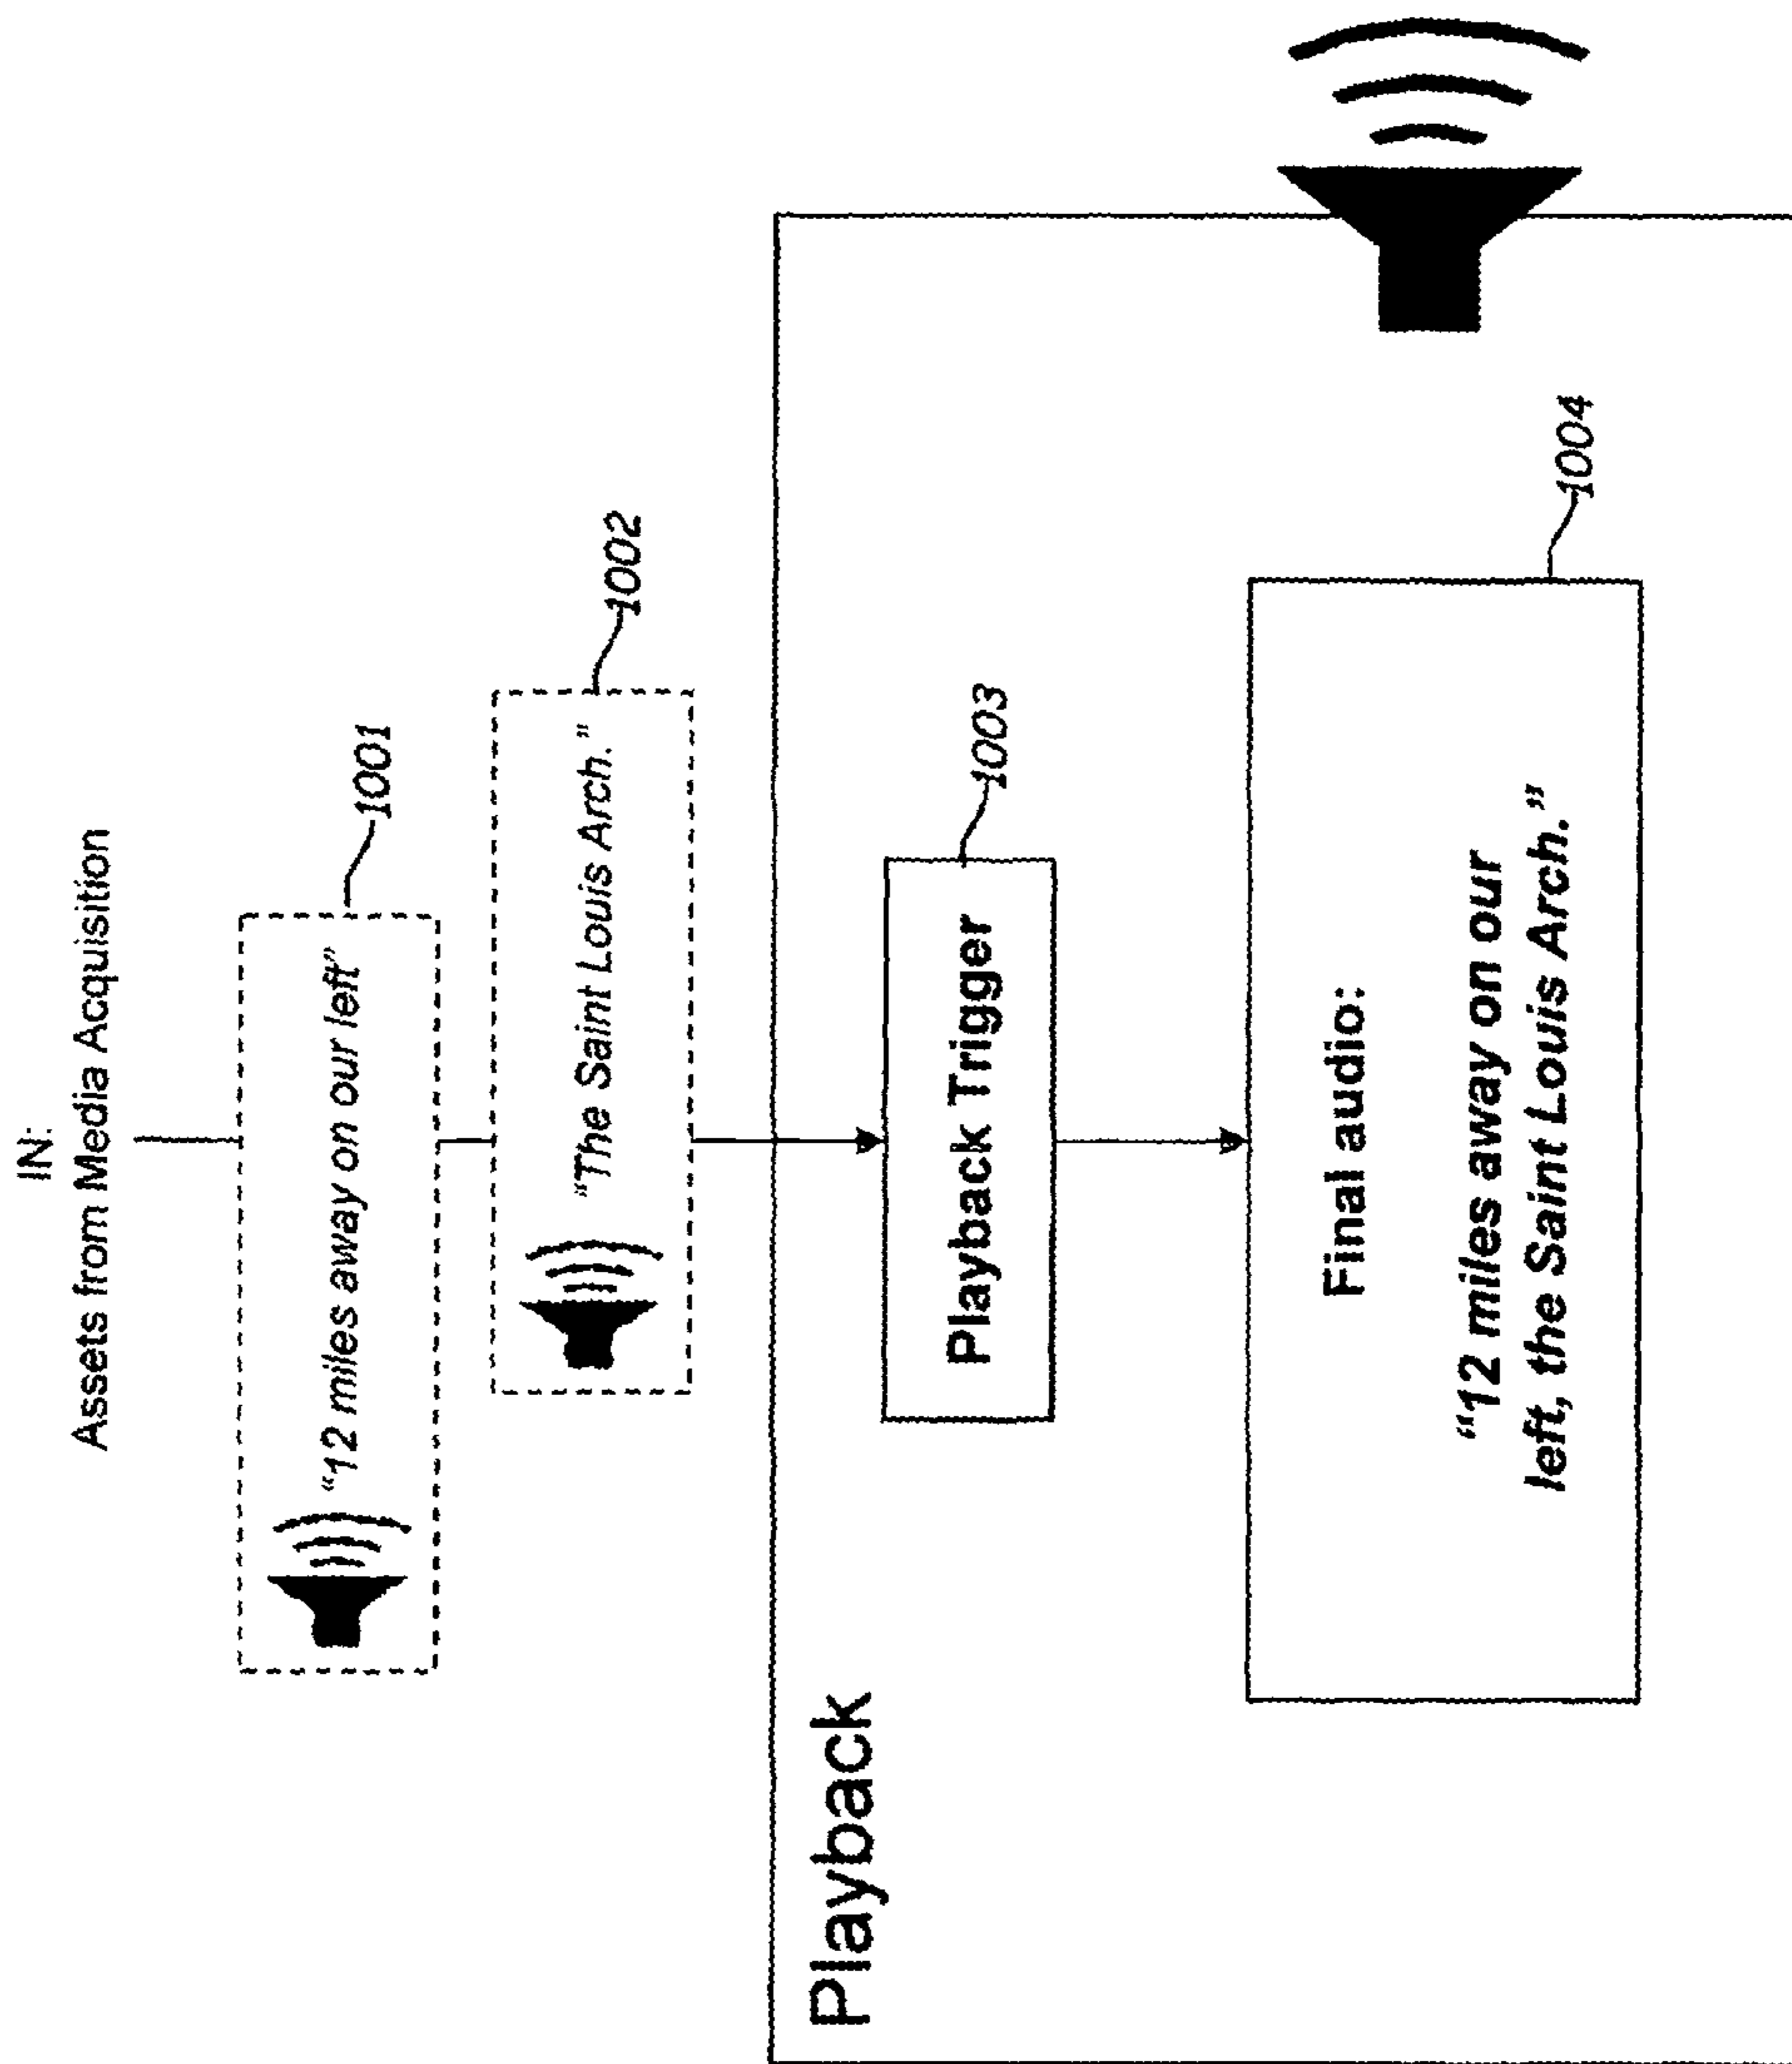 IN:
Assets from Media Acquisition
"12 miles away on our left"
1001
"The Saint Louis Arch."
1002
Playback
Playback Trigger
1003
Final audio:
"12 miles away on our
left, the Saint Louis Arch."
1004